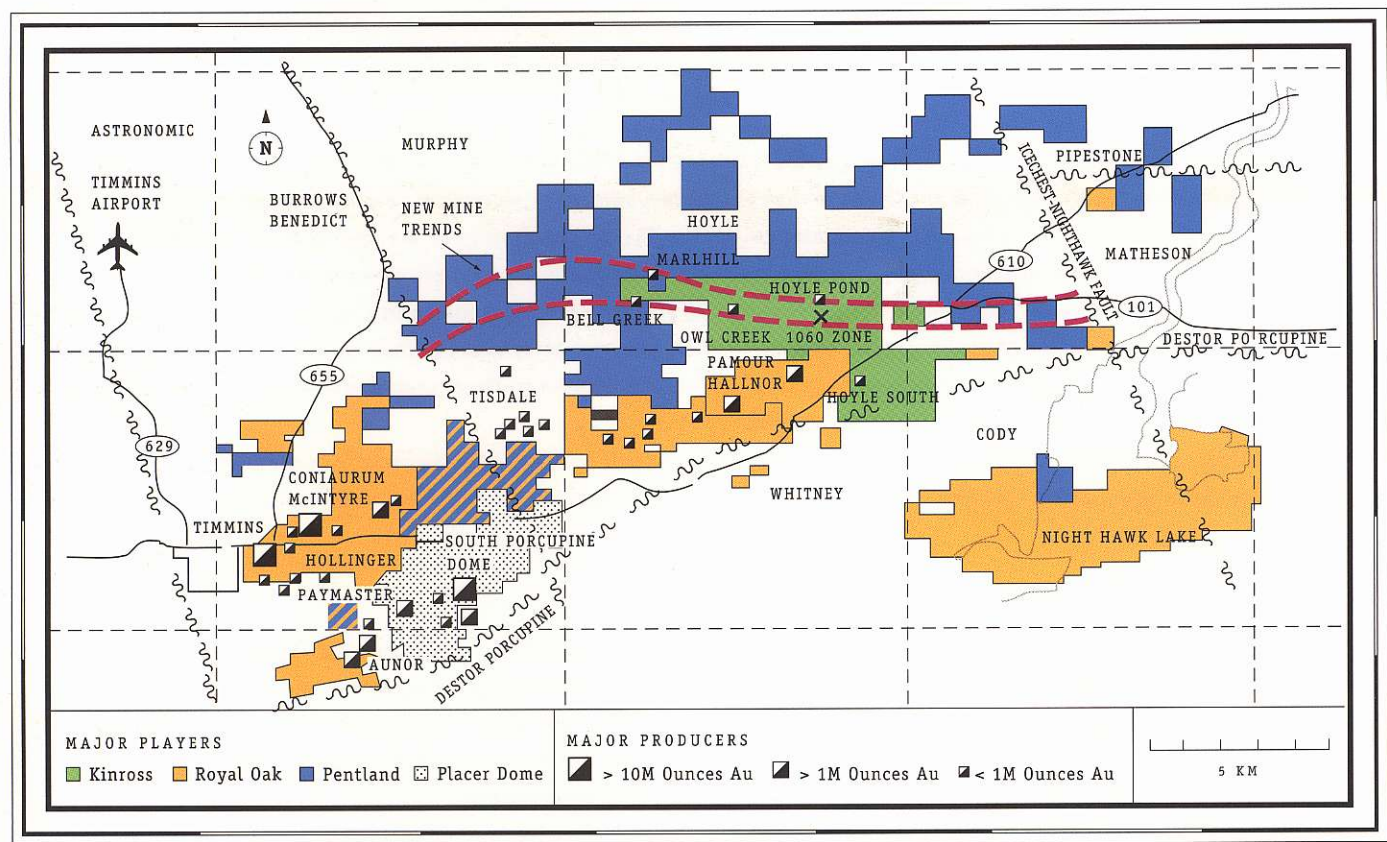 ASTRONOMIC
TIMMINS
AIRPORT
N
BURROWS
BENEDICT
MURPHY
NEW MINE
TRENDS
HOYLE
MARLHILL
HOYLE POND
BELL GREEK
OWL CREEK
1060 ZONE
PIPESTONE
ICECHEST-NIGHTHAWK FAULT
MATHESON
610
101
DESTOR PORCUPINE
655
629
TISDALE
PAMOUR
HALLNOR
HOYLE SOUTH
CODY
WHITNEY
NIGHT HAWK LAKE
CONIAURUM
McINTYRE
TIMMINS
HOLLINGER
SOUTH PORCUPINE
DOME
PAYMASTER
AUNOR
DESTOR PORCUPINE
MAJOR PLAYERS
Kinross
Royal Oak
Pentland
Placer Dome
MAJOR PRODUCERS
> 10M Ounces Au
> 1M Ounces Au
< 1M Ounces Au
5 KM